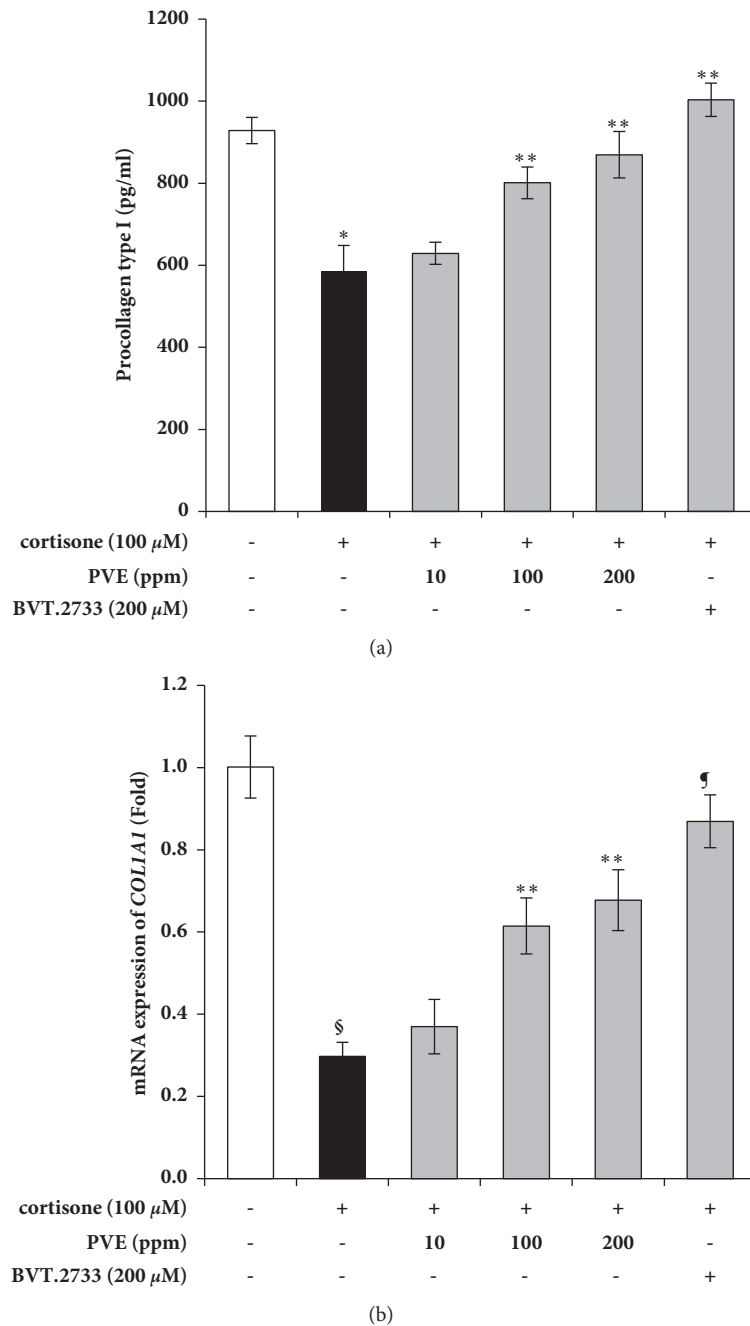 1200
1000
800
600
400
200
0
Procollagen type I (pg/ml)
* ** ** **
cortisone (100 μM) - + + + + +
PVE (ppm) - - 10 100 200 -
BVT.2733 (200 μM) - - - - - +
(a)
1.2
1.0
0.8
0.6
0.4
0.2
0.0
mRNA expression of COL1A1 (Fold)
§ ** ** ¶
cortisone (100 μM) - + + + + +
PVE (ppm) - - 10 100 200 -
BVT.2733 (200 μM) - - - - - +
(b)